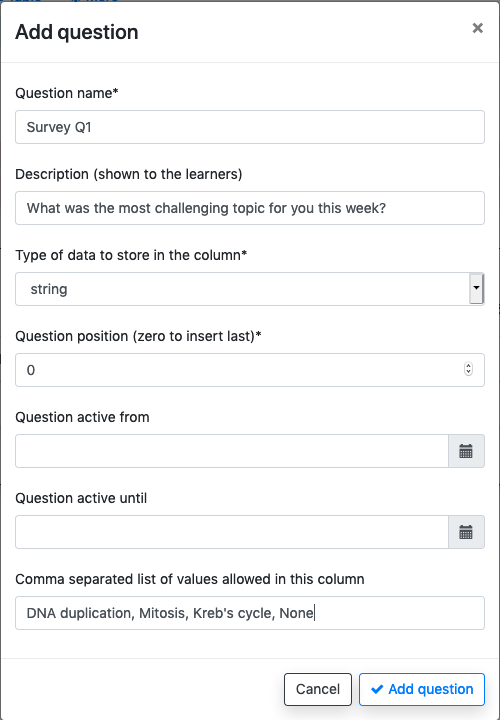 Add question
×
Question name*
Survey Q1
Description (shown to the learners)
What was the most challenging topic for you this week?
Type of data to store in the column*
string
Question position (zero to insert last)*
0
Question active from
Question active until
Comma separated list of values allowed in this column
DNA duplication, Mitosis, Kreb's cycle, None
Cancel
Add question